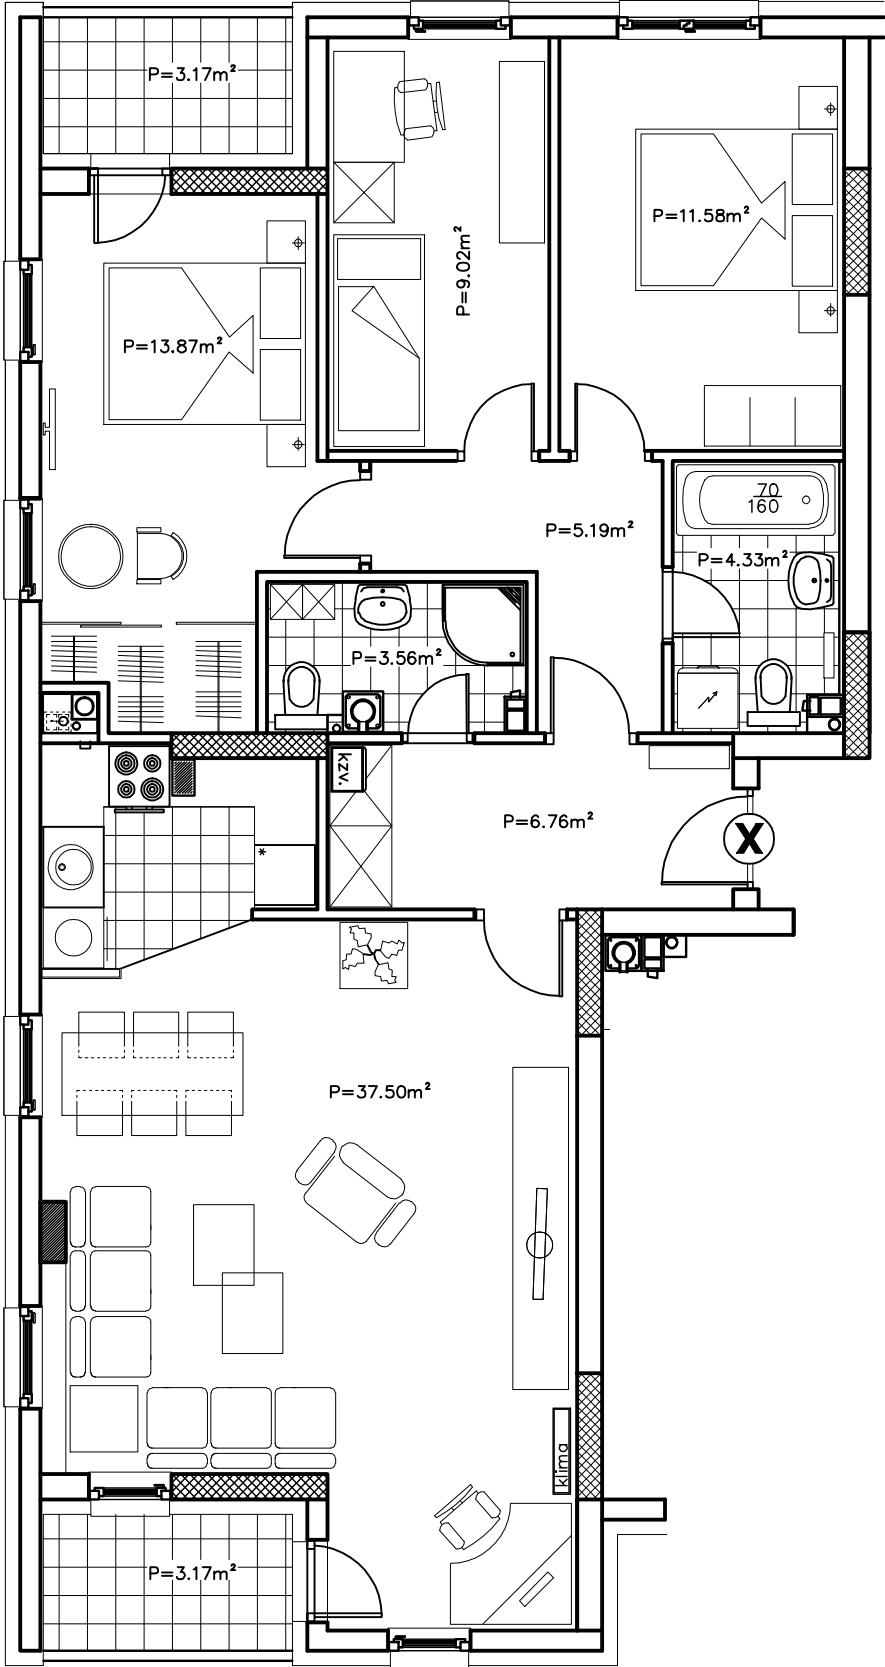 P=3.17m²
P=11.58m²
P=9.02m²
P=13.87m²
70
160
P=5.19m²
P=4.33m²
P=3.56m²
kzv.
P=6.76m²
X
*
P=37.50m²
klima
P=3.17m²